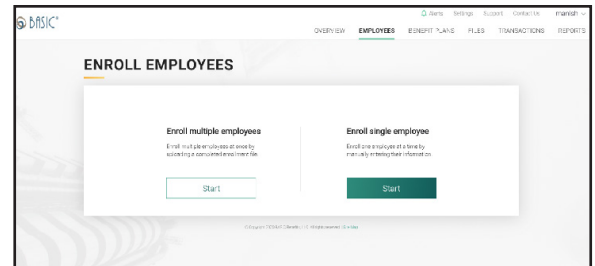 BASIC®
Alerts Settings Support Contact Us manish
OVERVIEW EMPLOYEES BENEFIT PLANS FILES TRANSACTIONS REPORTS
ENROLL EMPLOYEES
Enroll multiple employees
Enroll multiple employees at once by
uploading a completed enrollment file.
Start
Enroll single employee
Enroll one employee at a time by
manually entering their information
Start